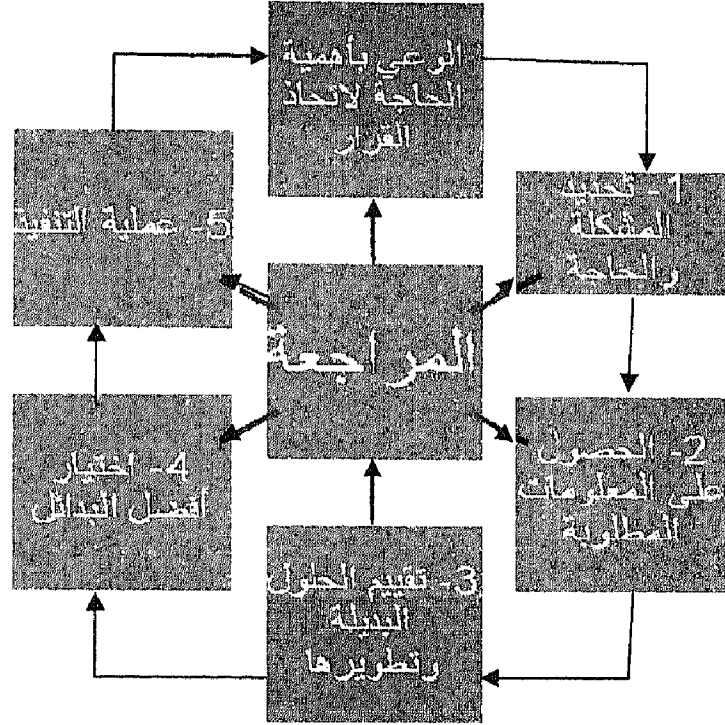 الوعي بأهمية
الحاجة لاتخاذ
القرار
1- تحديد
المشكلة
والحاجة
2- الحصول
على المعلومات
المطلوبة
3- تقييم الحلول
البديلة
وتطويرها
4- اختيار
أفضل البدائل
5- عملية التنفيذ
المراجعة